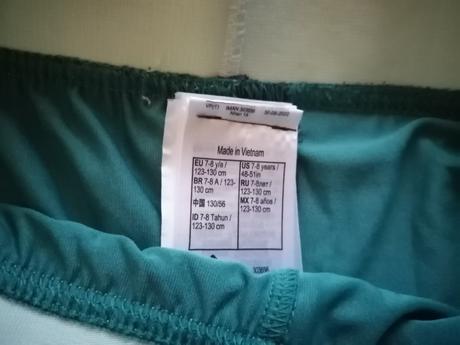 Made in Vietnam
EU 7-8 y/a /
123-130 cm
BR 7-8 A / 123-
130 cm
中国 130/56
ID 7-8 Tahun /
123-130 cm
US 7-8 years /
48-51in
RU 7-8лет /
123-130 cm
MX 7-8 años /
123-130 cm